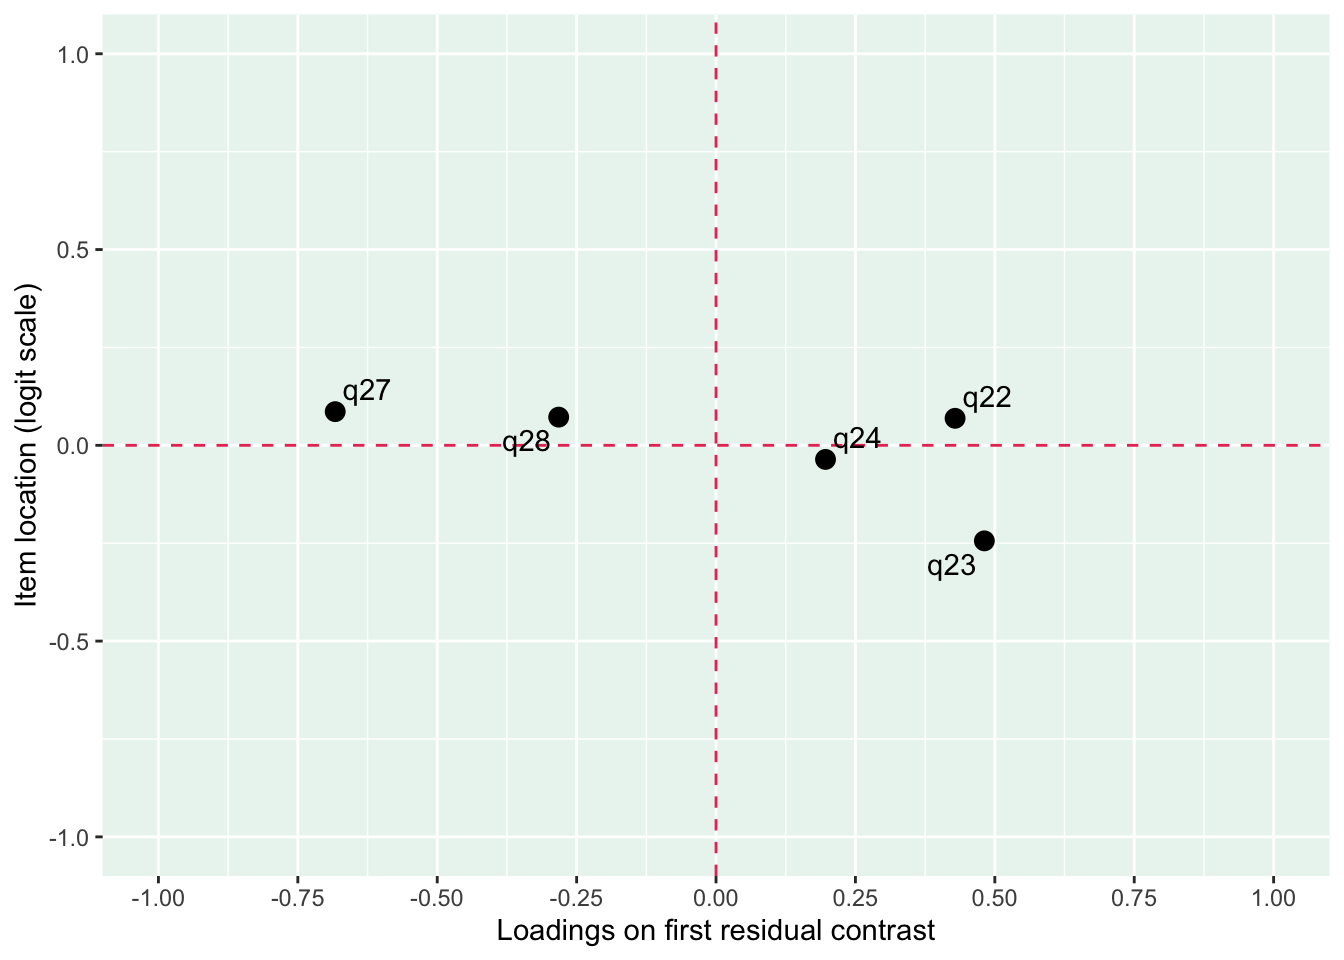 1.0
0.5
0.0
-0.5
-1.0
Item location (logit scale)
q27
q28
q22
q24
q23
-1.00
-0.75
-0.50
-0.25
0.00
0.25
0.50
0.75
1.00
Loadings on first residual contrast